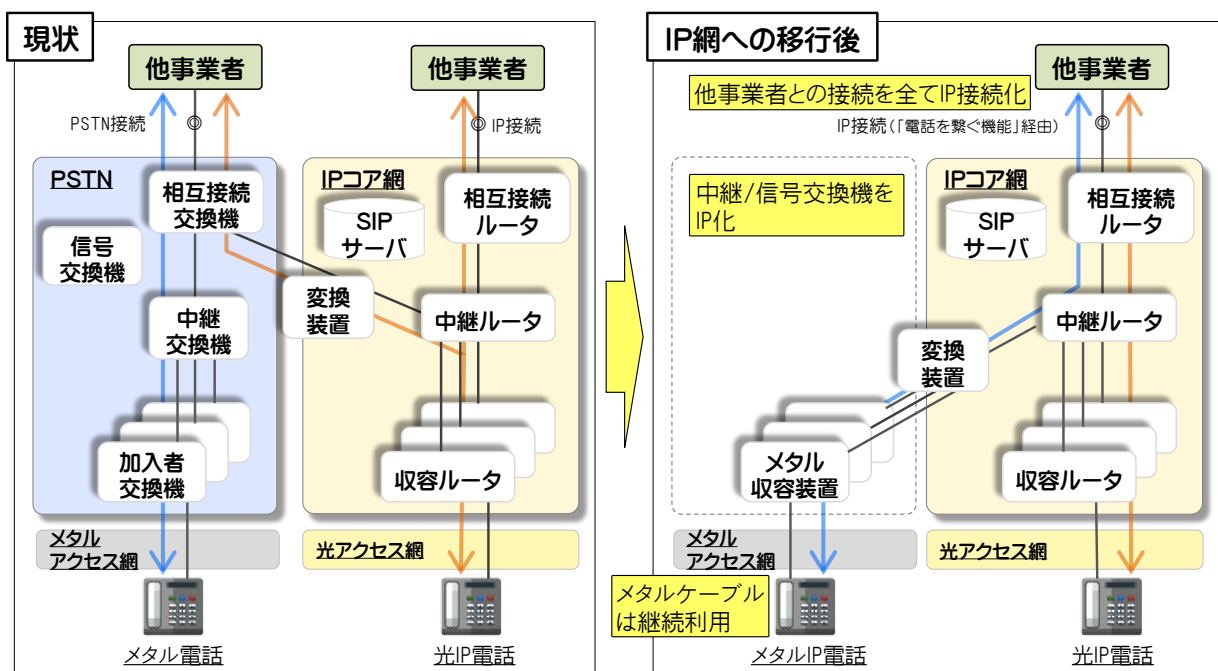 現状
他事業者
他事業者
PSTN接続
◎
◎ IP接続
PSTN
相互接続
交換機
信号
交換機
中継
交換機
加入者
交換機
IPコア網
SIP
サーバ
相互接続
ルータ
変換
装置
中継ルータ
収容ルータ
メタル
アクセス網
光アクセス網
メタル電話
光IP電話
IP網への移行後
他事業者
他事業者との接続を全てIP接続化
IP接続(「電話を繋ぐ機能」経由)
◎
中継/信号交換機を
IP化
IPコア網
SIP
サーバ
相互接続
ルータ
中継ルータ
変換
装置
メタル
収容装置
収容ルータ
メタル
アクセス網
光アクセス網
メタルケーブル
は継続利用
メタルIP電話
光IP電話